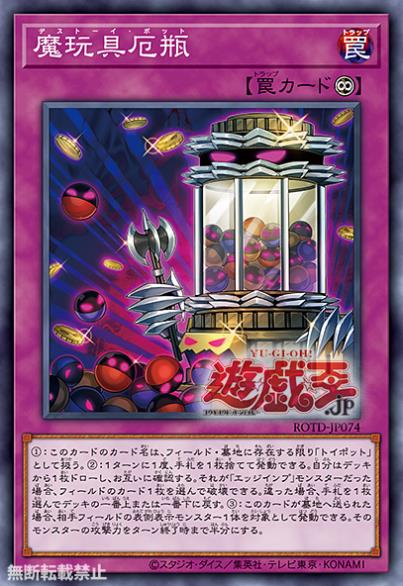 デストーイ・ポット
魔玩具厄瓶
トラップ
罠
トラップ
【罠カード】
YU-GI-OH!
遊戯王
.JP
ROTD-JP074
①：このカードのカード名は、フィールド・墓地に存在する限り「トイポット」
として扱う。②：1ターンに1度、手札を1枚捨てて発動できる。自分はデッキ
から1枚ドローし、お互いに確認する。それが「エッジインプ」モンスターだった
場合、フィールドのカード1枚を選んで破壊できる。違った場合、手札を1枚
選んでデッキの一番上または一番下に戻す。③：このカードが墓地へ送られた
場合、相手フィールドの表側表示モンスター1体を対象として発動できる。その
モンスターの攻撃力をターン終了時まで半分にする。
無断転載禁止
©スタジオ・ダイス／集英社・テレビ東京・KONAMI